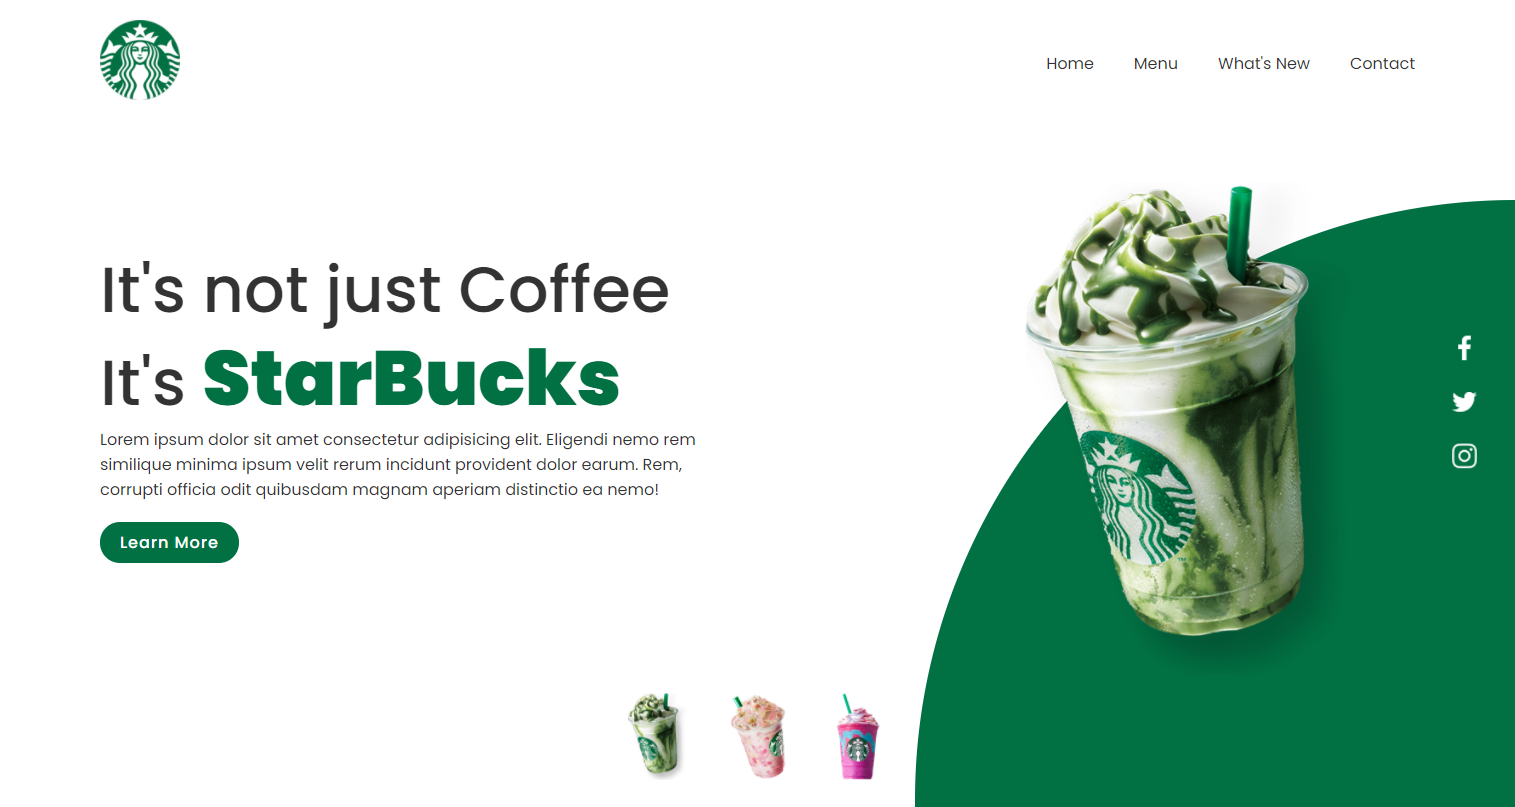 Home Menu What's New Contact
It's not just Coffee
It's StarBucks
Lorem ipsum dolor sit amet consectetur adipisicing elit. Eligendi nemo rem
similique minima ipsum velit rerum incidunt provident dolor earum. Rem,
corrupti officia odit quibusdam magnam aperiam distinctio ea nemo!
Learn More